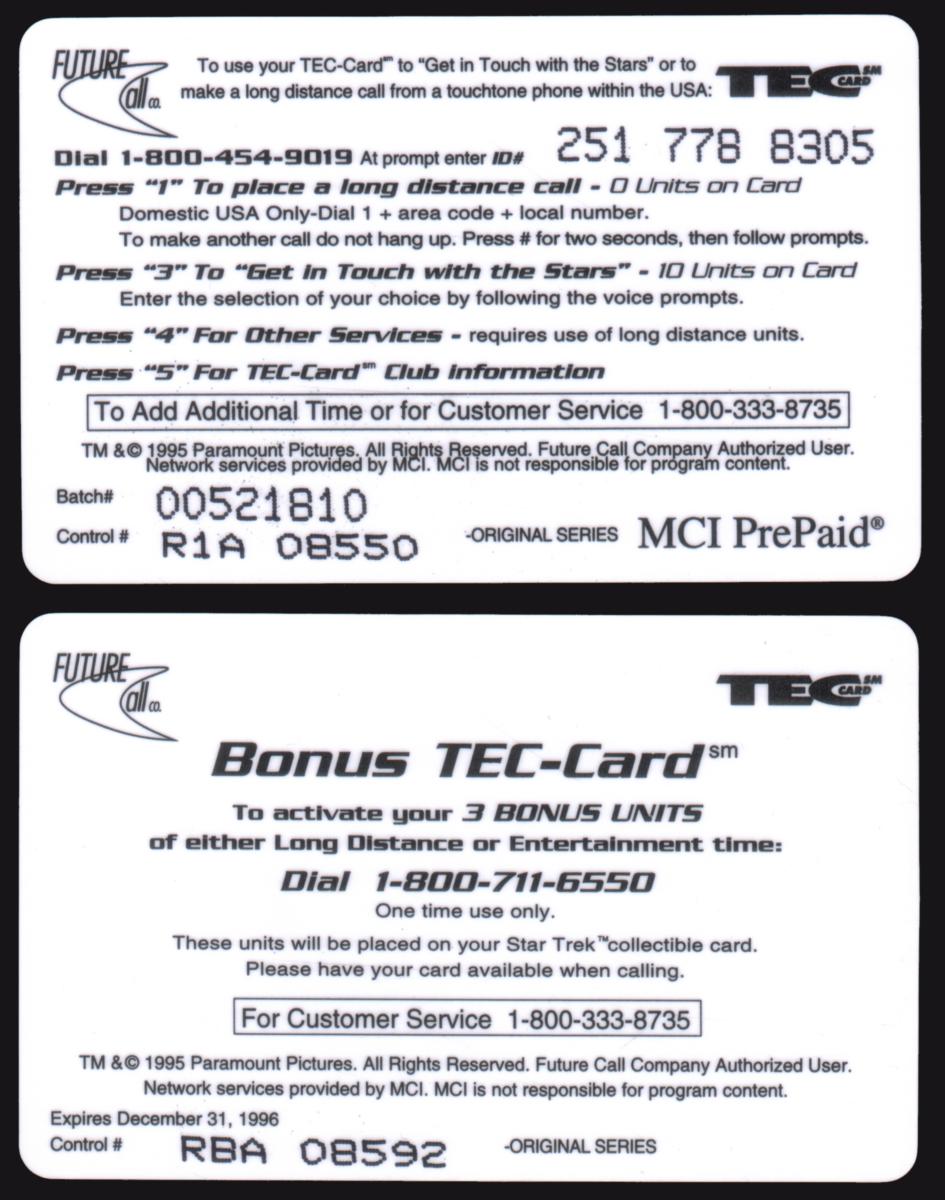 FUTURE
Call CO.
To use your TEC-Card℠ to “Get in Touch with the Stars” or to
make a long distance call from a touchtone phone within the USA:
TEC CARD SM
Dial 1-800-454-9019 At prompt enter ID# 251 778 8305
Press “1” To place a long distance call - 0 Units on Card
Domestic USA Only-Dial 1 + area code + local number.
To make another call do not hang up. Press # for two seconds, then follow prompts.
Press “3” To “Get In Touch with the Stars” - 10 Units on Card
Enter the selection of your choice by following the voice prompts.
Press “4” For Other Services - requires use of long distance units.
Press “5” For TEC-Card℠ Club information
To Add Additional Time or for Customer Service 1-800-333-8735
TM &© 1995 Paramount Pictures. All Rights Reserved. Future Call Company Authorized User.
Network services provided by MCI. MCI is not responsible for program content.
Batch# 00521810
Control # R1A 08550
-ORIGINAL SERIES MCI PrePaid®
FUTURE
Call CO.
TEC CARD SM
Bonus TEC-Card℠
To activate your 3 BONUS UNITS
of either Long Distance or Entertainment time:
Dial 1-800-711-6550
One time use only.
These units will be placed on your Star Trek™collectible card.
Please have your card available when calling.
For Customer Service 1-800-333-8735
TM &© 1995 Paramount Pictures. All Rights Reserved. Future Call Company Authorized User.
Network services provided by MCI. MCI is not responsible for program content.
Expires December 31, 1996
Control # RBA 08592 -ORIGINAL SERIES